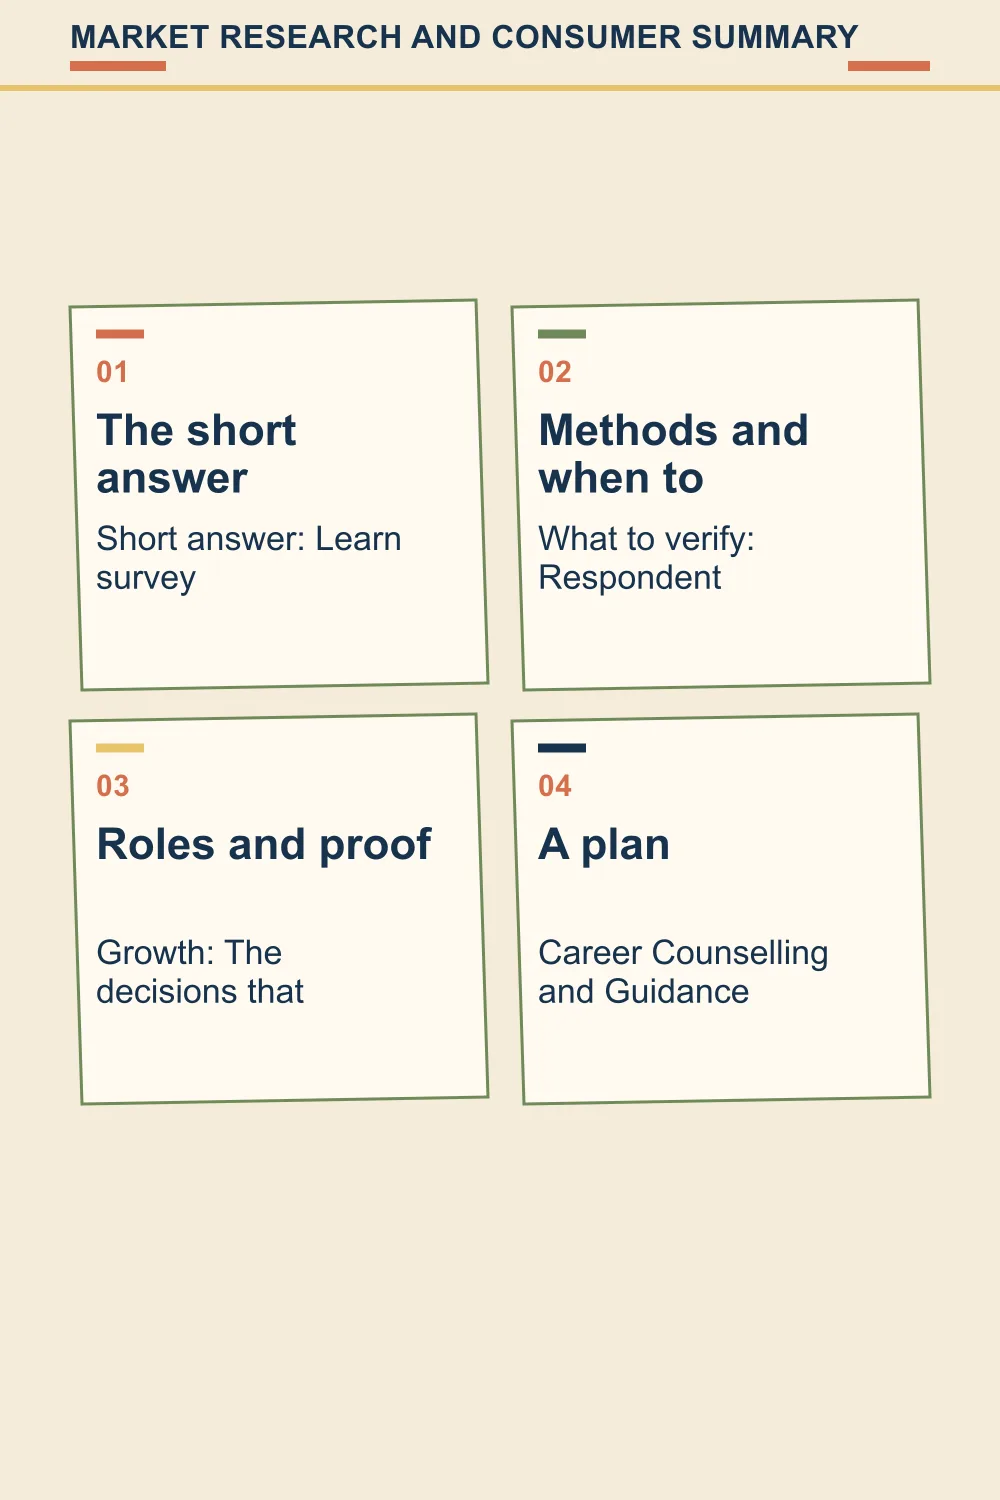 MARKET RESEARCH AND CONSUMER SUMMARY
01
The short
answer
Short answer: Learn
survey
02
Methods and
when to
What to verify:
Respondent
03
Roles and proof
Growth: The
decisions that
04
A plan
Career Counselling
and Guidance